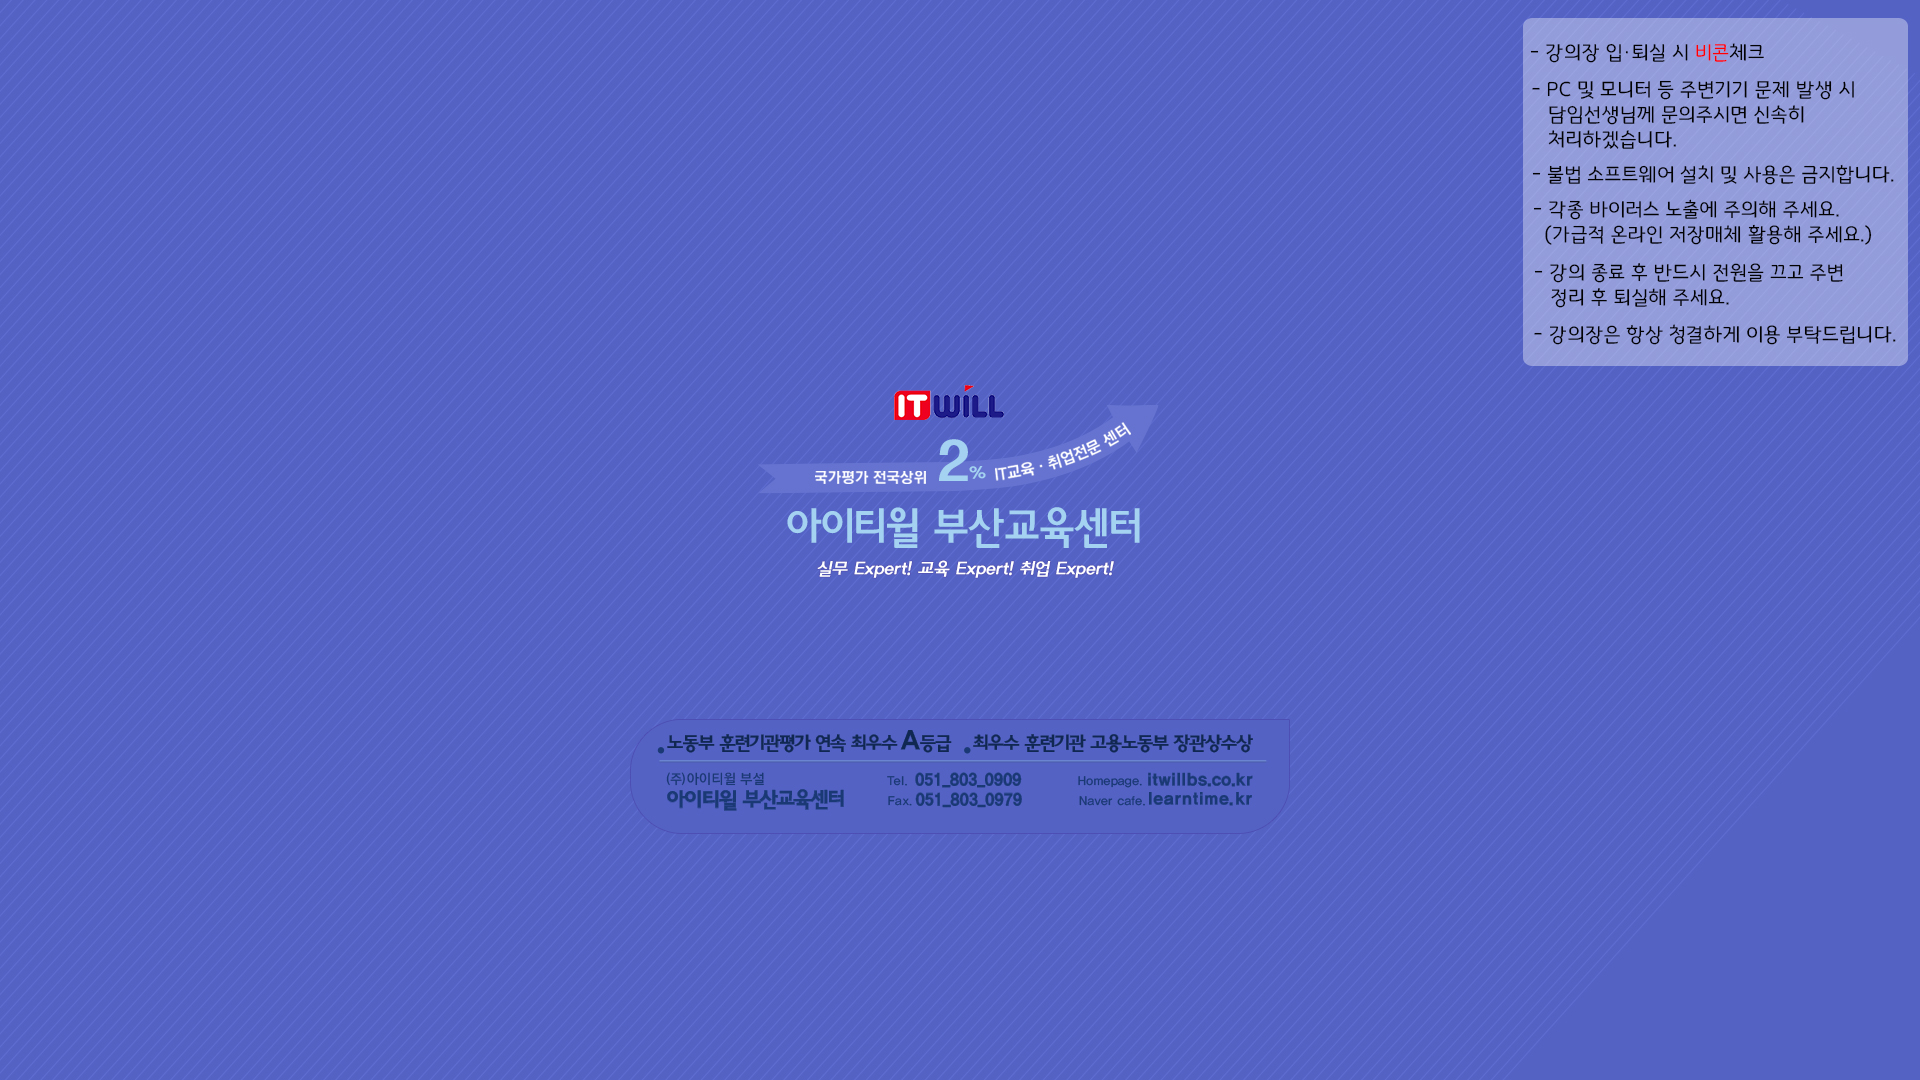 - 강의장 입·퇴실 시 비콘체크
- PC 및 모니터 등 주변기기 문제 발생 시
담임선생님께 문의주시면 신속히
처리하겠습니다.
- 불법 소프트웨어 설치 및 사용은 금지합니다.
- 각종 바이러스 노출에 주의해 주세요.
(가급적 온라인 저장매체 활용해 주세요.)
- 강의 종료 후 반드시 전원을 끄고 주변
정리 후 퇴실해 주세요.
- 강의장은 항상 청결하게 이용 부탁드립니다.
ITWILL
국가평가 전국상위 2% IT교육·취업전문 센터
아이티윌 부산교육센터
실무 Expert! 교육 Expert! 취업 Expert!
노동부 훈련기관평가 연속 최우수 A등급 최우수 훈련기관 고용노동부 장관상수상
(주)아이티윌 부설
아이티윌 부산교육센터
Tel. 051_803_0909
Fax. 051_803_0979
Homepage. itwillbs.co.kr
Naver cafe. learntime.kr